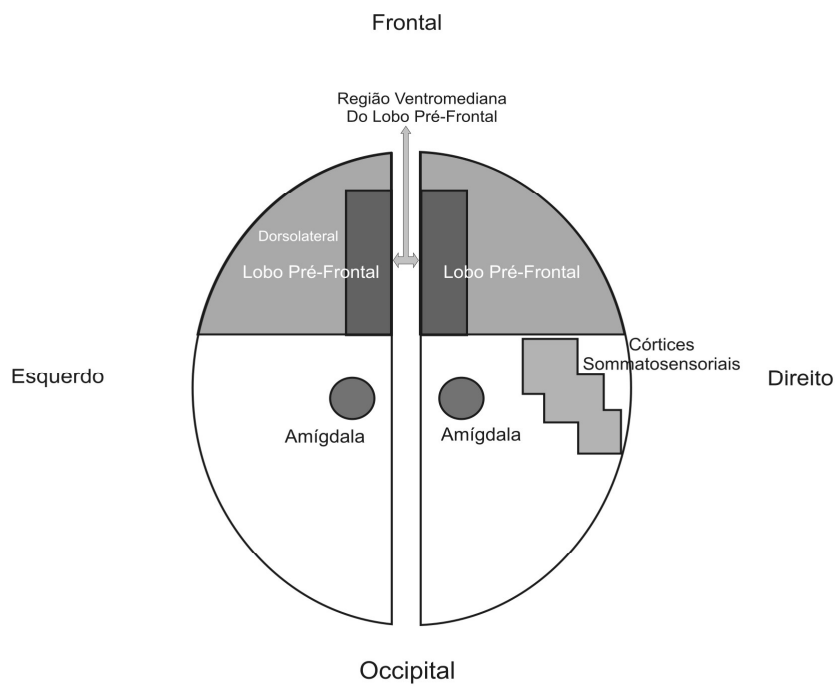 Frontal
Região Ventromediana
Do Lobo Pré-Frontal
Dorsolateral
Lobo Pré-Frontal
Lobo Pré-Frontal
Córtices
Sommatosensoriais
Esquerdo
Direito
Amígdala
Amígdala
Occipital